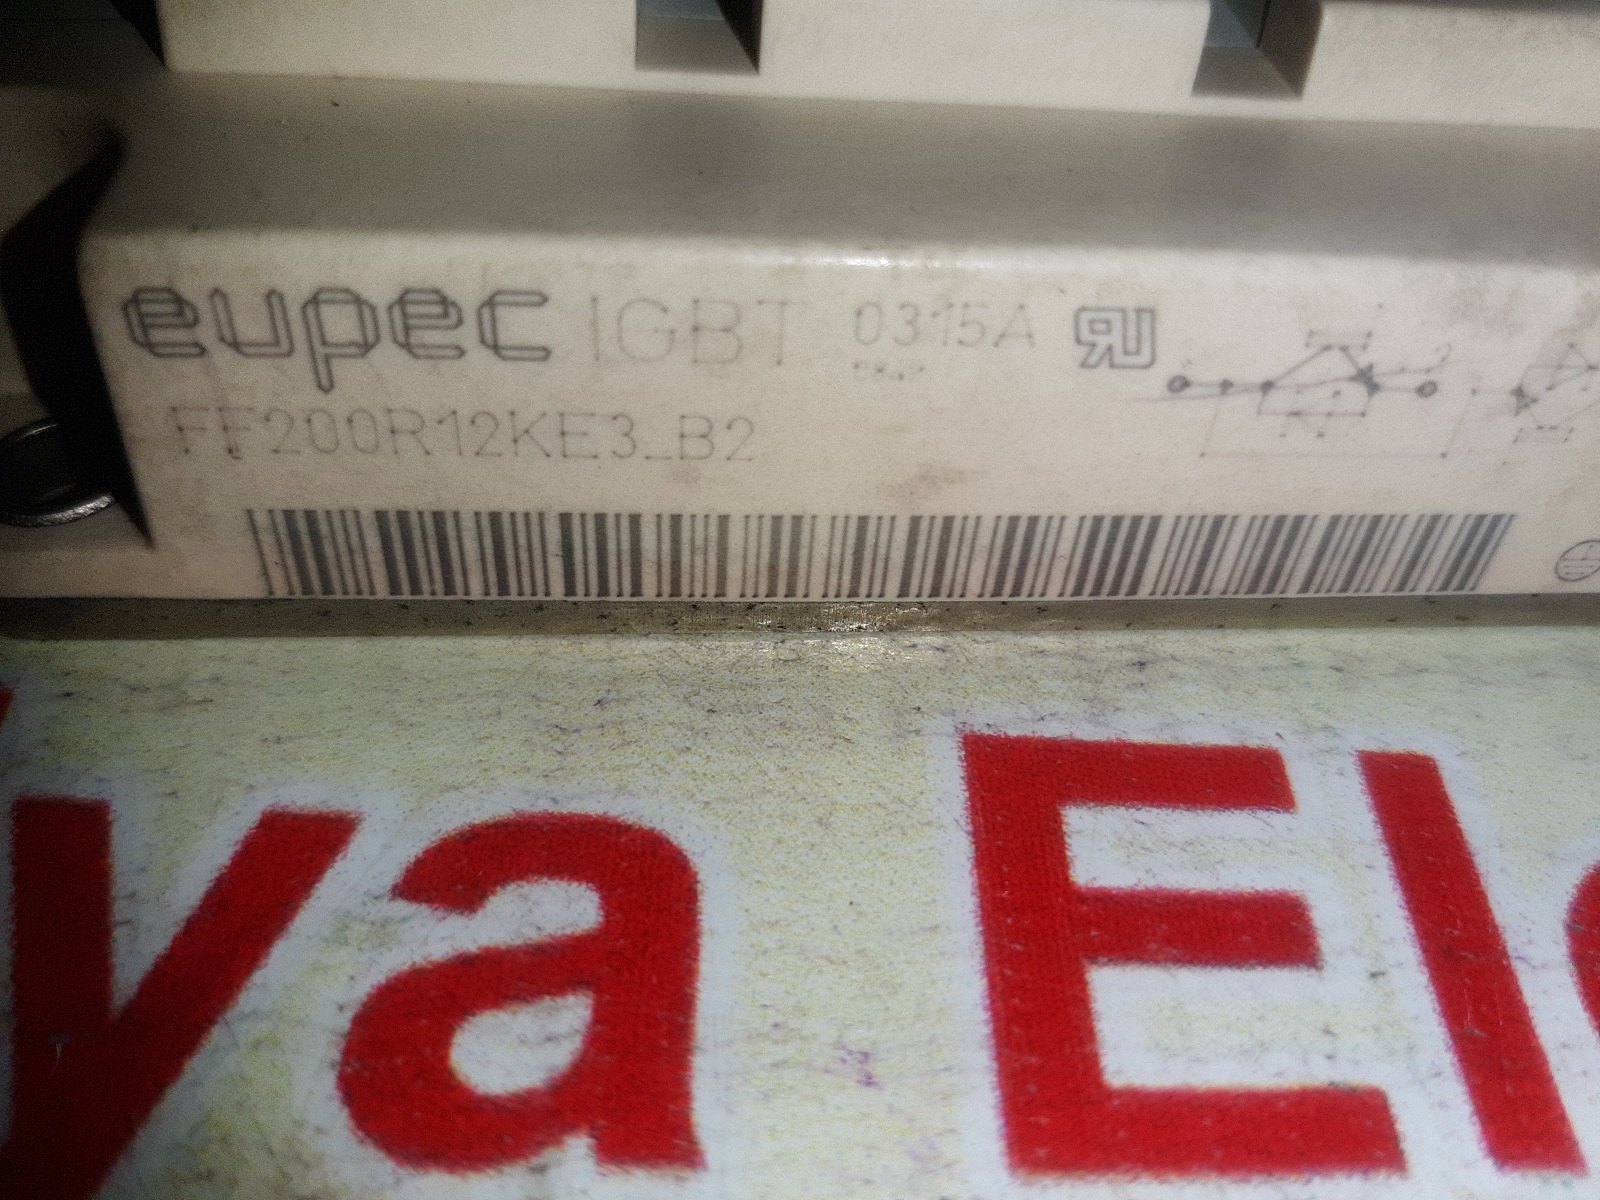 eupec IGBT 0315A
FF200R12KE3_B2
ya El